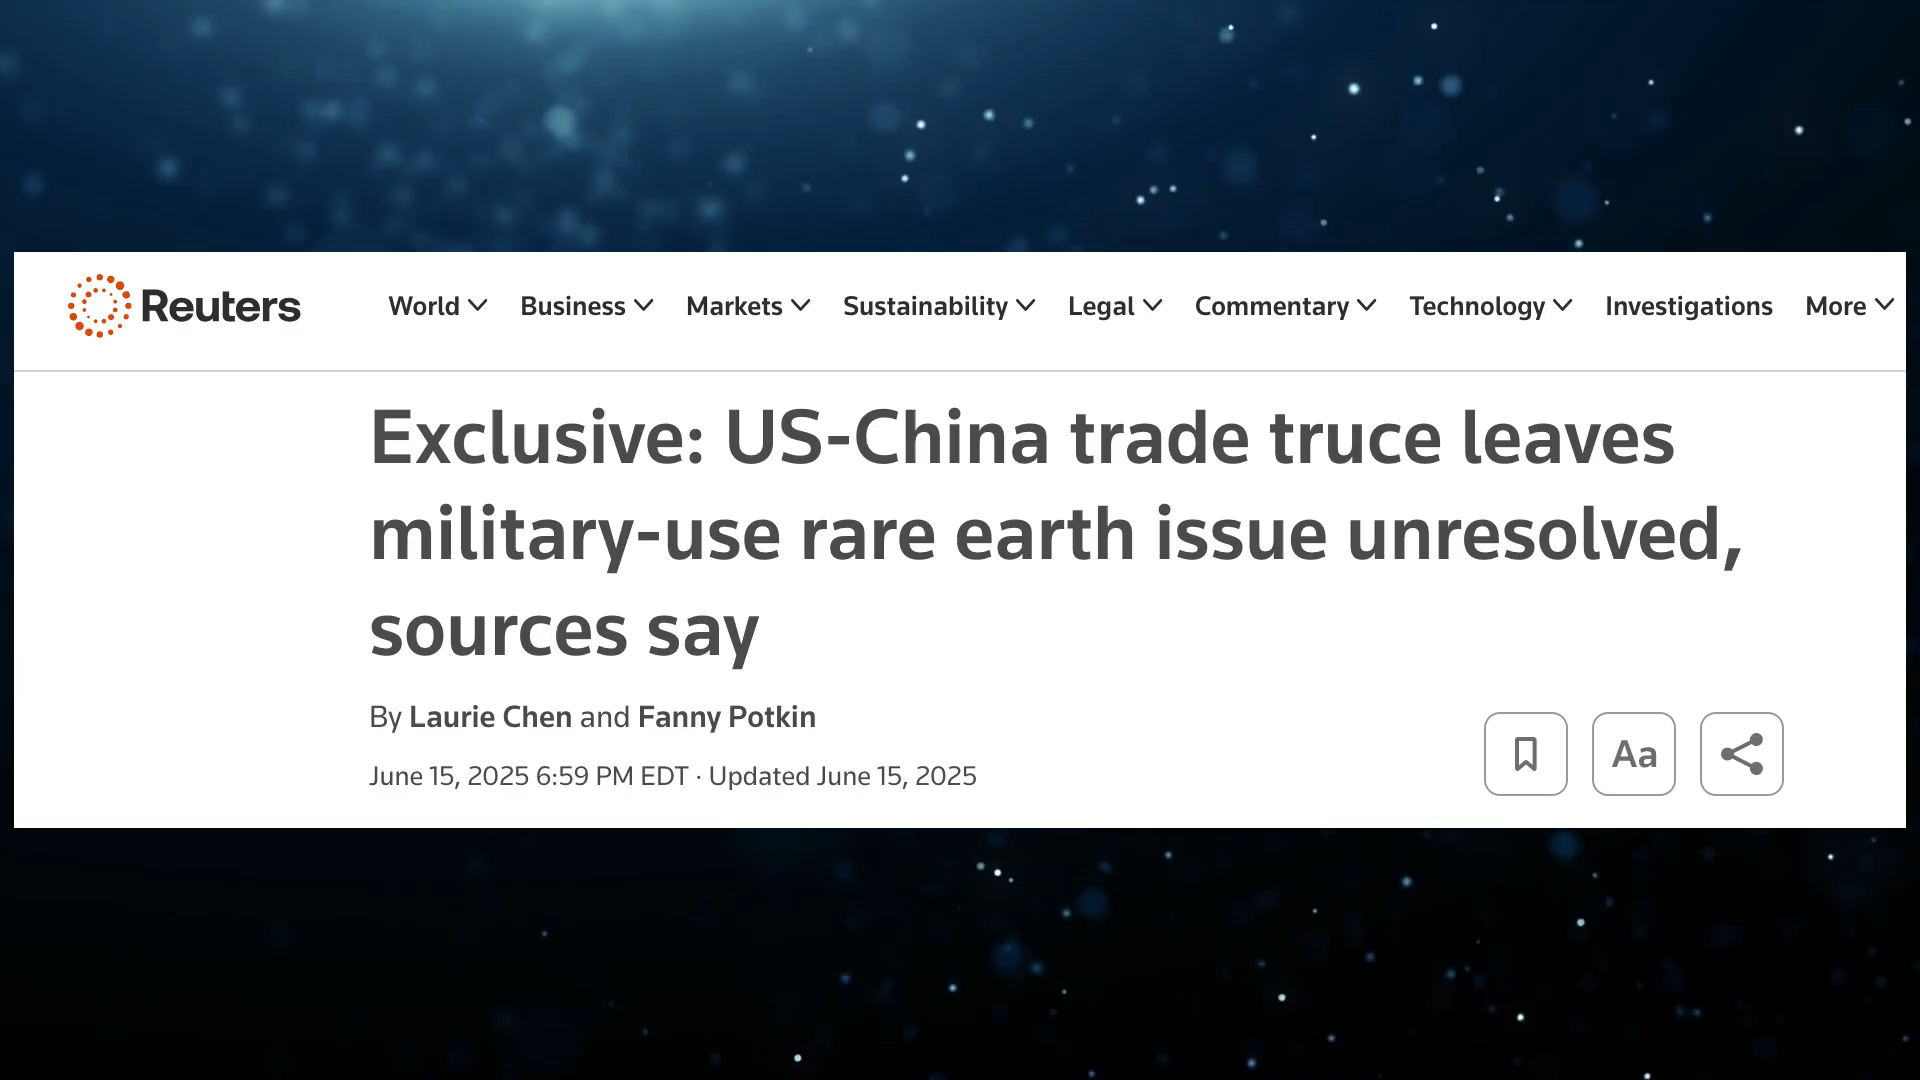 Reuters World Business Markets Sustainability Legal Commentary Technology Investigations More
Exclusive: US-China trade truce leaves
military-use rare earth issue unresolved,
sources say
By Laurie Chen and Fanny Potkin
June 15, 2025 6:59 PM EDT · Updated June 15, 2025
Aa